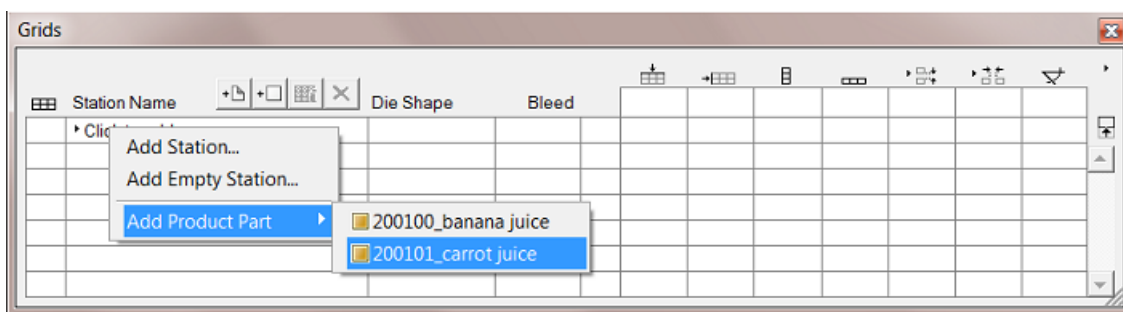 Grids
Station Name Die Shape Bleed
Add Station...
Add Empty Station...
Add Product Part
200100_banana juice
200101_carrot juice